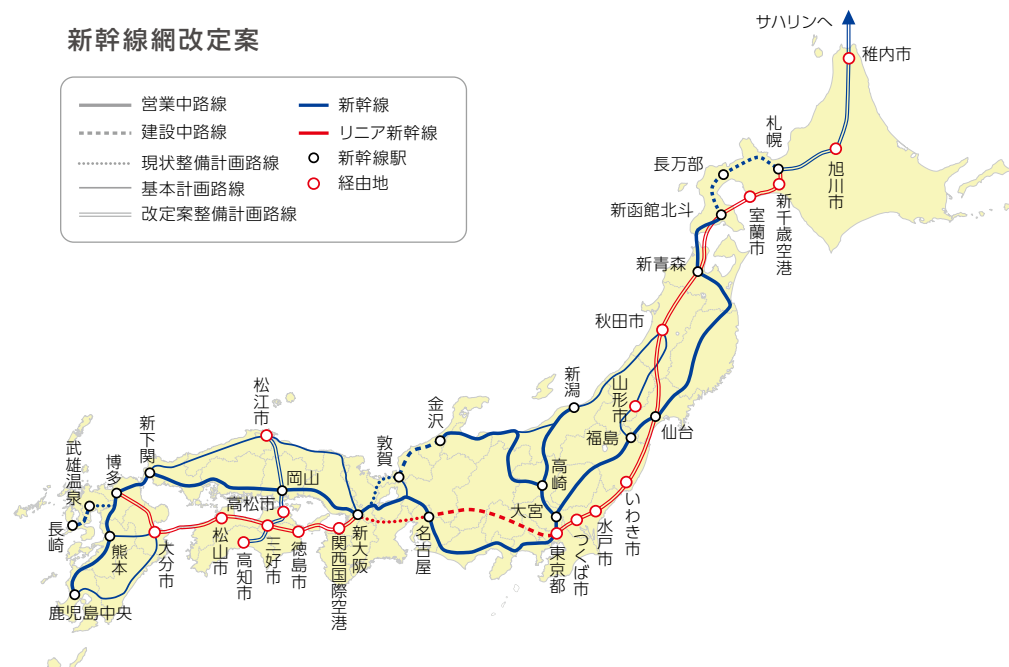 新幹線網改定案
営業中路線
建設中路線
現状整備計画路線
基本計画路線
改定案整備計画路線
新幹線
リニア新幹線
新幹線駅
経由地
サハリンへ
稚内市
札幌
旭川市
長万部
新函館北斗
室蘭市
新千歳空港
新青森
秋田市
山形市
新潟
仙台
福島
金沢
敦賀
高崎
大宮
いわき市
水戸市
つくば市
東京都
名古屋
新大阪
関西国際空港
徳島市
三好市
高知市
松山市
高松市
岡山
松江市
新下関
博多
武雄温泉
長崎
熊本
大分市
鹿児島中央